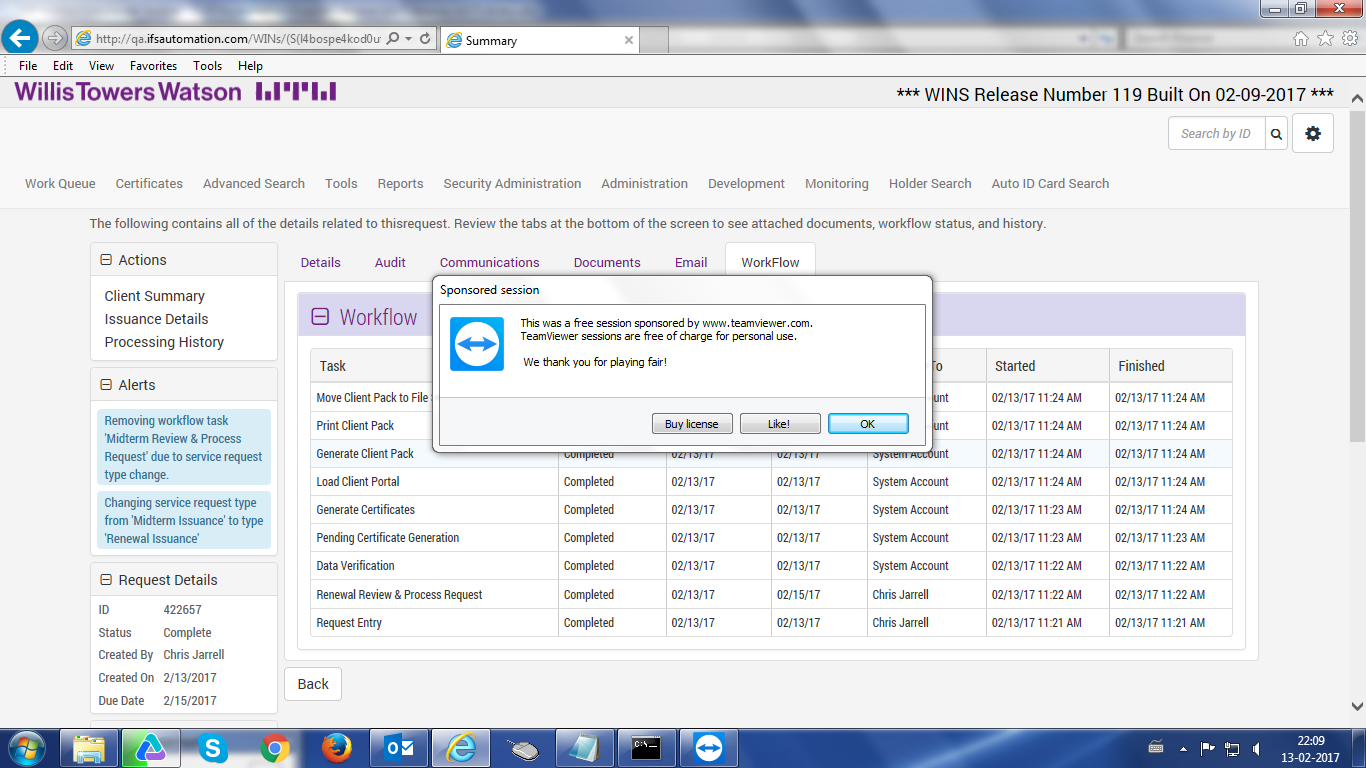 http://qa.ifsautomation.com/WINs/(S(l4bospe4kod0u
Summary
File Edit View Favorites Tools Help
WillisTowersWatson
*** WINS Release Number 119 Built On 02-09-2017 ***
Search by ID
Work Queue Certificates Advanced Search Tools Reports Security Administration Administration Development Monitoring Holder Search Auto ID Card Search
The following contains all of the details related to thisrequest. Review the tabs at the bottom of the screen to see attached documents, workflow status, and history.
Actions
Client Summary
Issuance Details
Processing History
Alerts
Removing workflow task
'Midterm Review & Process
Request' due to service request
type change.
Changing service request type
from 'Midterm Issuance' to type
'Renewal Issuance'
Request Details
ID 422657
Status Complete
Created By Chris Jarrell
Created On 2/13/2017
Due Date 2/15/2017
Details Audit Communications Documents Email WorkFlow
Workflow
Task To Started Finished
Move Client Pack to File 02/13/17 11:24 AM 02/13/17 11:24 AM
Print Client Pack 02/13/17 11:24 AM 02/13/17 11:24 AM
Generate Client Pack Completed 02/13/17 02/13/17 System Account 02/13/17 11:24 AM 02/13/17 11:24 AM
Load Client Portal Completed 02/13/17 02/13/17 System Account 02/13/17 11:24 AM 02/13/17 11:24 AM
Generate Certificates Completed 02/13/17 02/13/17 System Account 02/13/17 11:23 AM 02/13/17 11:24 AM
Pending Certificate Generation Completed 02/13/17 02/13/17 System Account 02/13/17 11:23 AM 02/13/17 11:23 AM
Data Verification Completed 02/13/17 02/13/17 System Account 02/13/17 11:22 AM 02/13/17 11:22 AM
Renewal Review & Process Request Completed 02/13/17 02/15/17 Chris Jarrell 02/13/17 11:22 AM 02/13/17 11:22 AM
Request Entry Completed 02/13/17 02/13/17 Chris Jarrell 02/13/17 11:21 AM 02/13/17 11:21 AM
Back
Sponsored session
This was a free session sponsored by www.teamviewer.com.
TeamViewer sessions are free of charge for personal use.
We thank you for playing fair!
Buy license Like! OK
22:09
13-02-2017